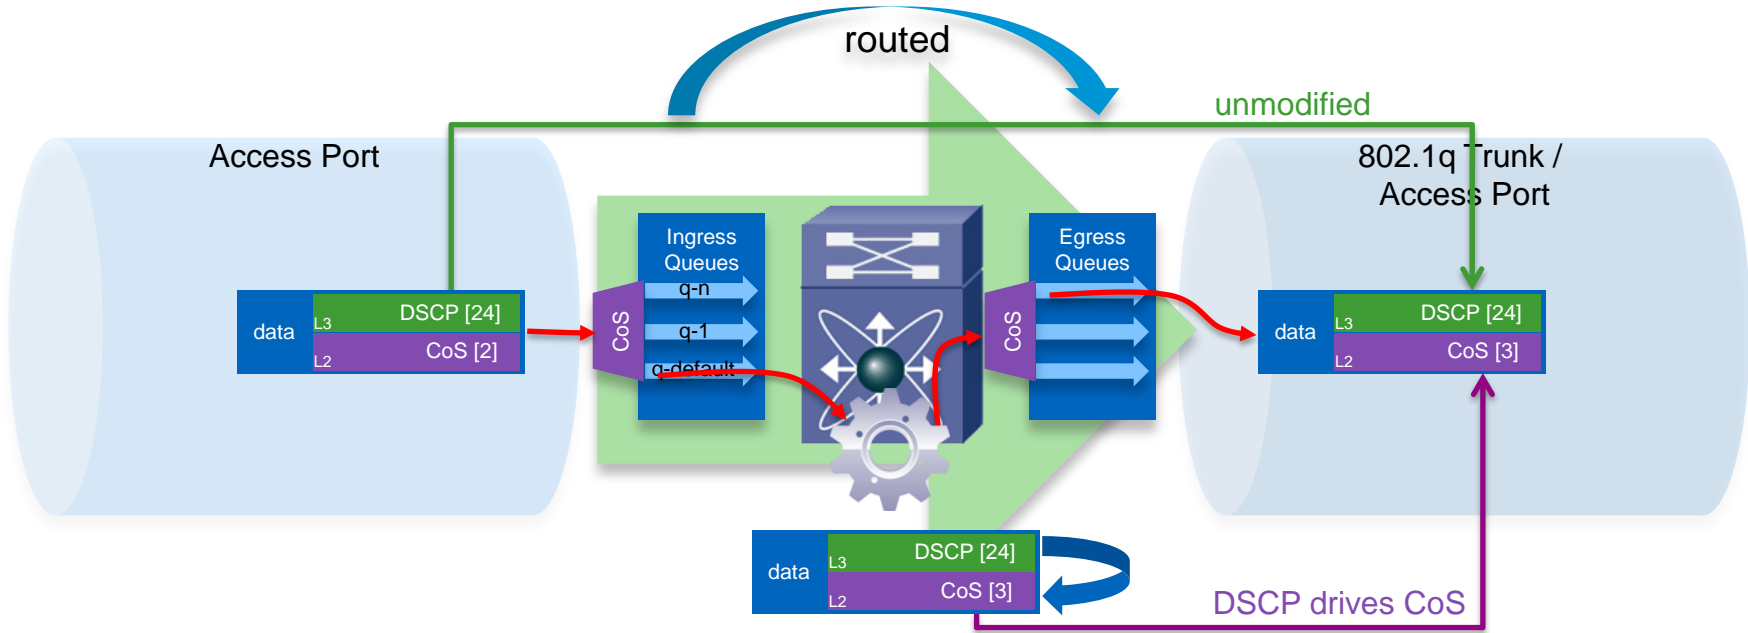 routed
unmodified
Access Port
802.1q Trunk /
Access Port
Ingress
Queues
q-n
q-1
q-default
CoS
Egress
Queues
CoS
data
L3
DSCP [24]
L2
CoS [2]
data
L3
DSCP [24]
L2
CoS [3]
data
L3
DSCP [24]
L2
CoS [3]
DSCP drives CoS